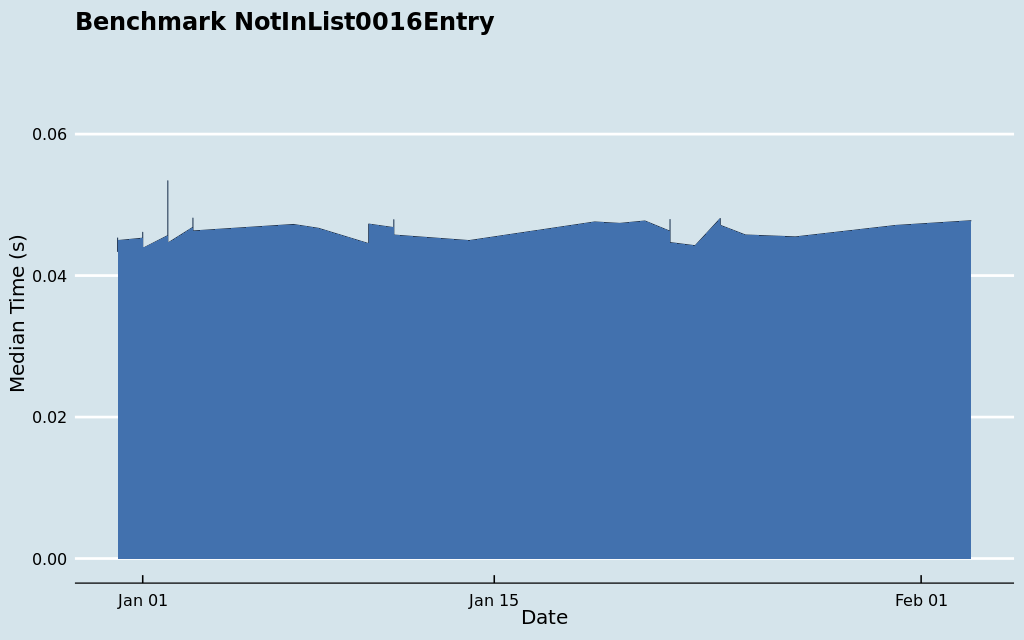 Benchmark NotInList0016Entry
0.06
0.04
0.02
0.00
Median Time (s)
Jan 01
Jan 15
Feb 01
Date